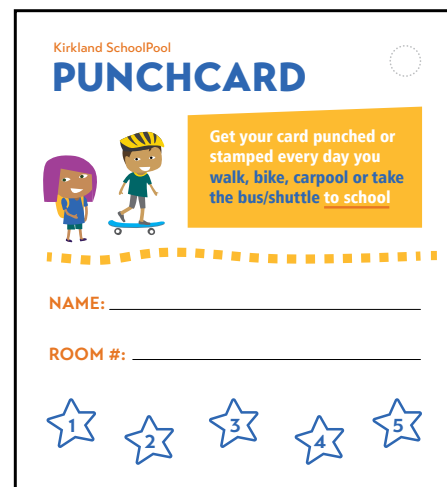 Kirkland SchoolPool
PUNCHCARD
Get your card punched or
stamped every day you
walk, bike, carpool or take
the bus/shuttle to school
NAME:
ROOM #:
1 2 3 4 5